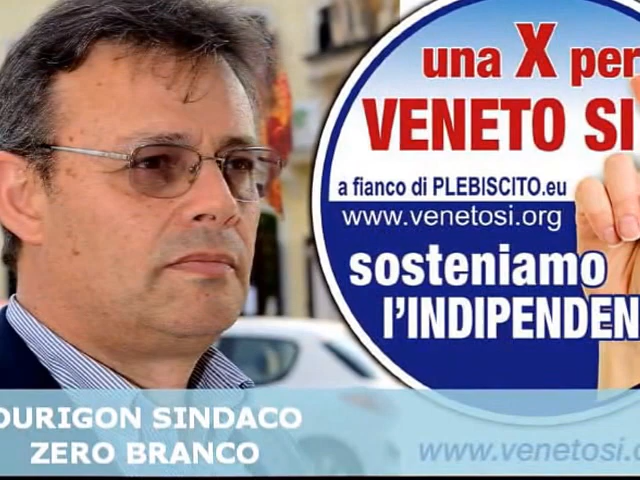 una X per
VENETO SI
a fianco di PLEBISCITO.eu
www.venetosi.org
sosteniamo
l'INDIPENDEN
DURIGON SINDACO
ZERO BRANCO
www.venetosi.o